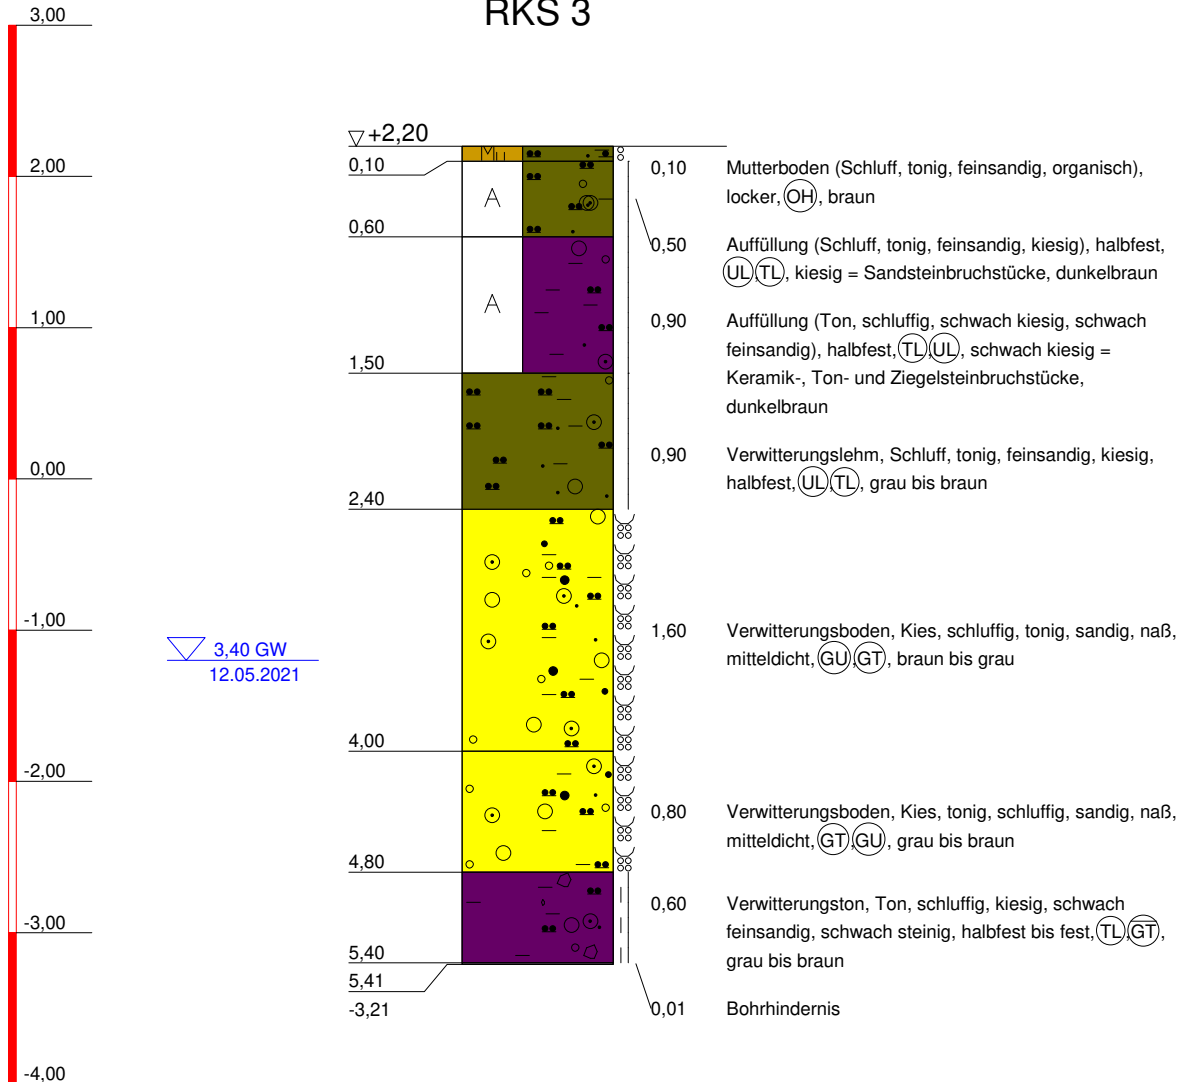 RKS 3
3,00
2,00
1,00
0,00
-1,00
-2,00
-3,00
-4,00
3,40 GW
12.05.2021
+2,20
0,10
0,60
1,50
2,40
4,00
4,80
5,40
5,41
-3,21
Mu
A
A
0,10 Mutterboden (Schluff, tonig, feinsandig, organisch),
locker, OH, braun
0,50 Auffüllung (Schluff, tonig, feinsandig, kiesig), halbfest,
UL, TL, kiesig = Sandsteinbruchstücke, dunkelbraun
0,90 Auffüllung (Ton, schluffig, schwach kiesig, schwach
feinsandig), halbfest, TL, UL, schwach kiesig =
Keramik-, Ton- und Ziegelsteinbruchstücke,
dunkelbraun
0,90 Verwitterungslehm, Schluff, tonig, feinsandig, kiesig,
halbfest, UL, TL, grau bis braun
1,60 Verwitterungsboden, Kies, schluffig, tonig, sandig, naß,
mitteldicht, GU, GT, braun bis grau
0,80 Verwitterungsboden, Kies, tonig, schluffig, sandig, naß,
mitteldicht, GT, GU, grau bis braun
0,60 Verwitterungston, Ton, schluffig, kiesig, schwach
feinsandig, schwach steinig, halbfest bis fest, TL, G̅T̅,
grau bis braun
0,01 Bohrhindernis